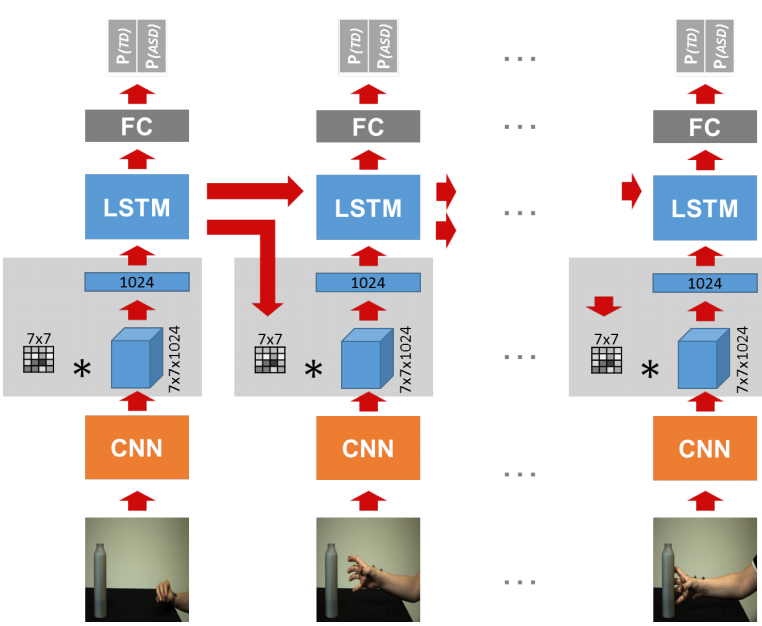 P(TD) P(ASD) P(TD) P(ASD) ... P(TD) P(ASD)
FC FC ... FC
LSTM LSTM ... LSTM
1024 1024 1024
7x7 * 7x7x1024 7x7 * 7x7x1024 ... 7x7 * 7x7x1024
CNN CNN ... CNN
...